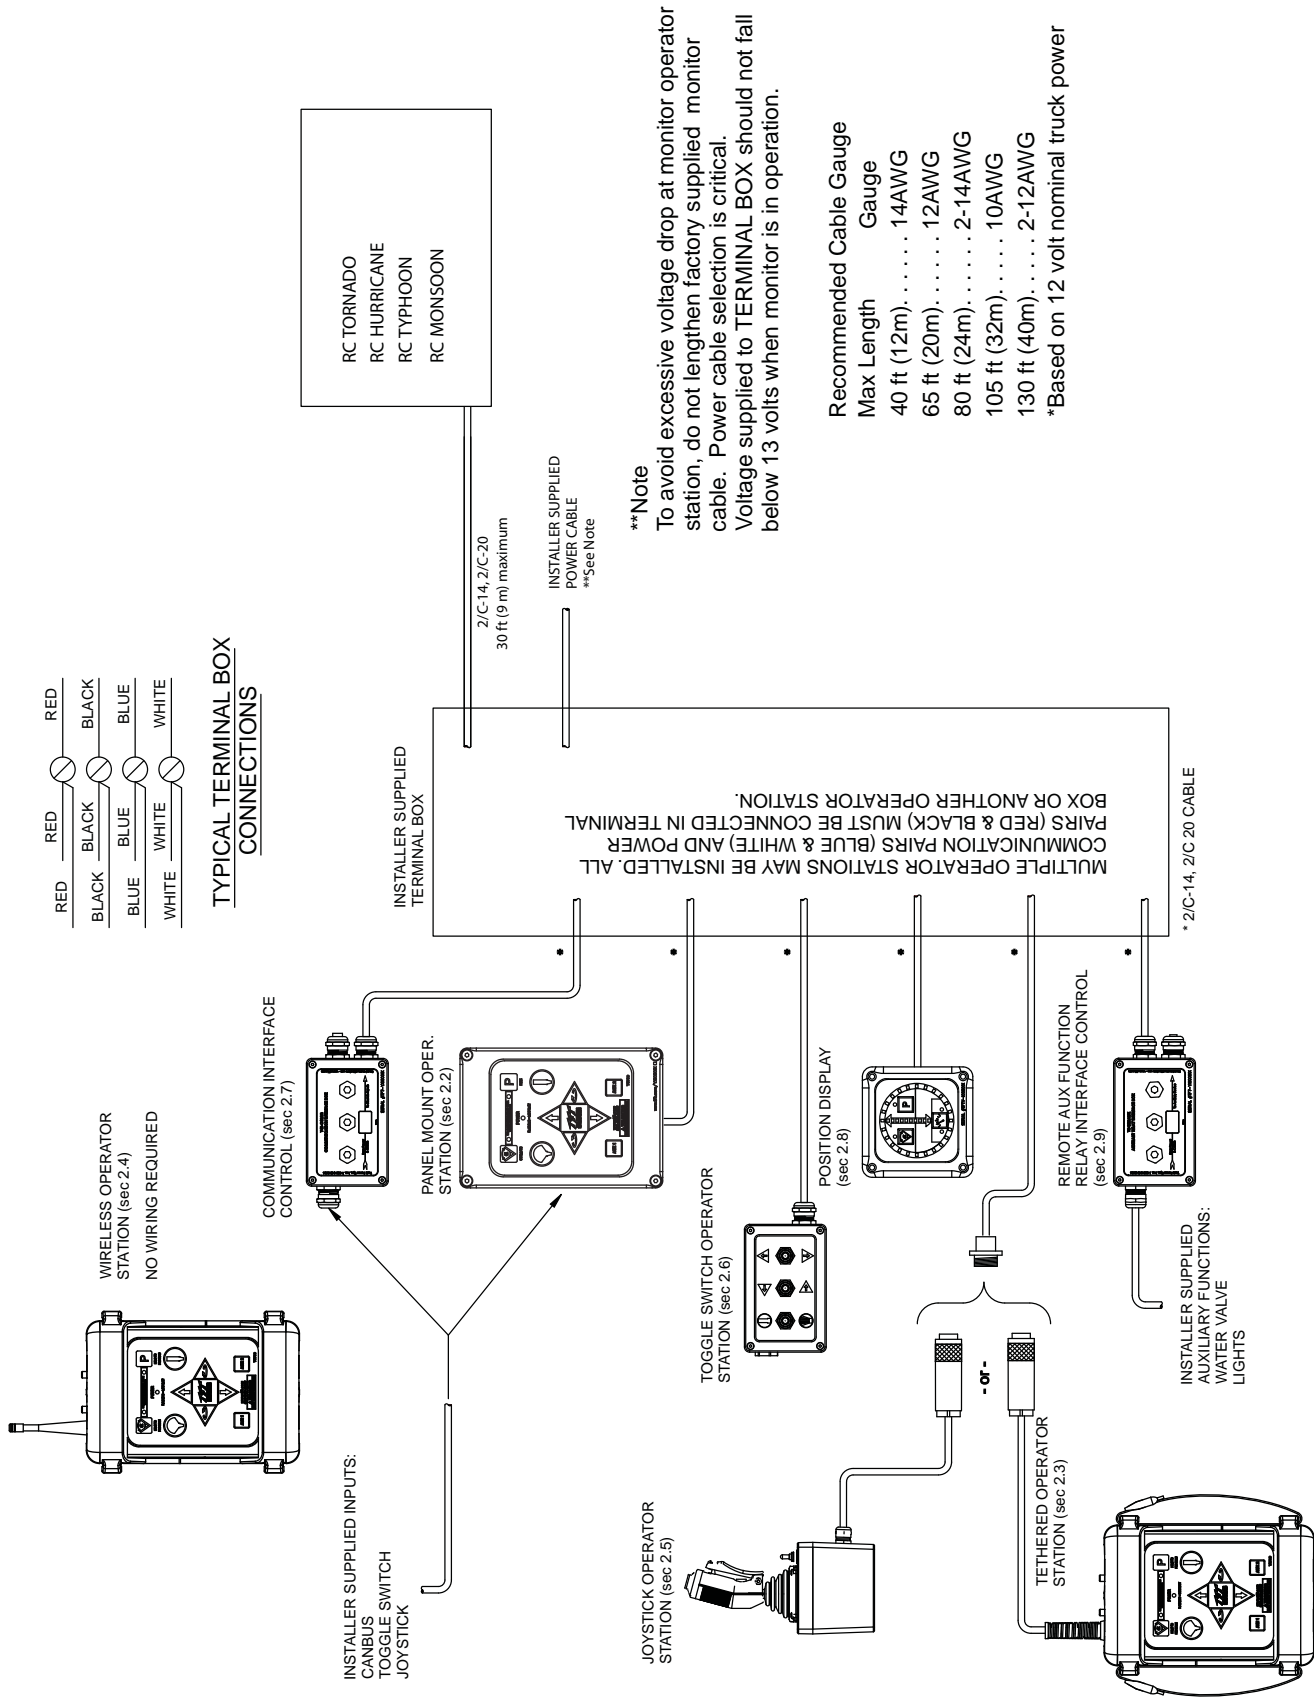 WIRELESS OPERATOR
STATION (sec 2.4)
NO WIRING REQUIRED
RED
BLACK
BLUE
WHITE
RED
BLACK
BLUE
WHITE
RED
BLACK
BLUE
WHITE
TYPICAL TERMINAL BOX
CONNECTIONS
INSTALLER SUPPLIED INPUTS:
CANBUS
TOGGLE SWITCH
JOYSTICK
COMMUNICATION INTERFACE
CONTROL (sec 2.7)
PANEL MOUNT OPER.
STATION (sec 2.2)
INSTALLER SUPPLIED
TERMINAL BOX
RC TORNADO
RC HURRICANE
RC TYPHOON
RC MONSOON
2/C-14, 2/C-20
30 ft (9 m) maximum
INSTALLER SUPPLIED
POWER CABLE
**See Note
*
*
*
*
MULTIPLE OPERATOR STATIONS MAY BE INSTALLED. ALL
COMMUNICATION PAIRS (BLUE & WHITE) AND POWER
PAIRS (RED & BLACK) MUST BE CONNECTED IN TERMINAL
BOX OR ANOTHER OPERATOR STATION.
* 2/C-14, 2/C 20 CABLE
JOYSTICK OPERATOR
STATION (sec 2.5)
TOGGLE SWITCH OPERATOR
STATION (sec 2.6)
POSITION DISPLAY
(sec 2.8)
- or -
TETHERED OPERATOR
STATION (sec 2.3)
REMOTE AUX FUNCTION
RELAY INTERFACE CONTROL
(sec 2.9)
INSTALLER SUPPLIED
AUXILIARY FUNCTIONS:
WATER VALVE
LIGHTS
**Note
To avoid excessive voltage drop at monitor operator
station, do not lengthen factory supplied monitor
cable. Power cable selection is critical.
Voltage supplied to TERMINAL BOX should not fall
below 13 volts when monitor is in operation.
Recommended Cable Gauge
Max Length Gauge
40 ft (12m). . . . . . 14AWG
65 ft (20m). . . . . . 12AWG
80 ft (24m). . . . . . 2-14AWG
105 ft (32m). . . . . 10AWG
130 ft (40m). . . . . 2-12AWG
*Based on 12 volt nominal truck power